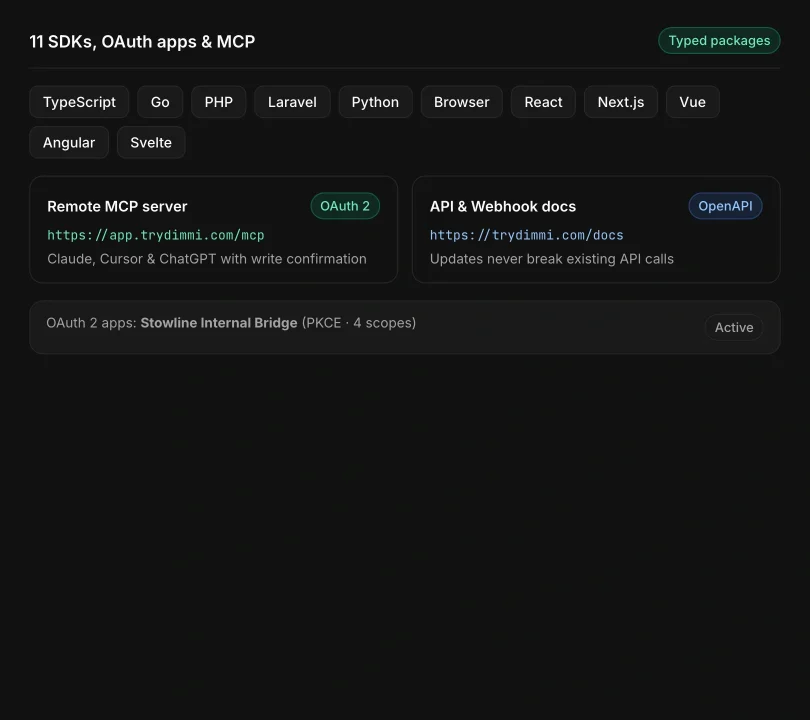 11 SDKs, OAuth apps & MCP
Typed packages
TypeScript Go PHP Laravel Python Browser React Next.js Vue
Angular Svelte
Remote MCP server
OAuth 2
https://app.trydimmi.com/mcp
Claude, Cursor & ChatGPT with write confirmation
API & Webhook docs
OpenAPI
https://trydimmi.com/docs
Updates never break existing API calls
OAuth 2 apps: Stowline Internal Bridge (PKCE · 4 scopes)
Active